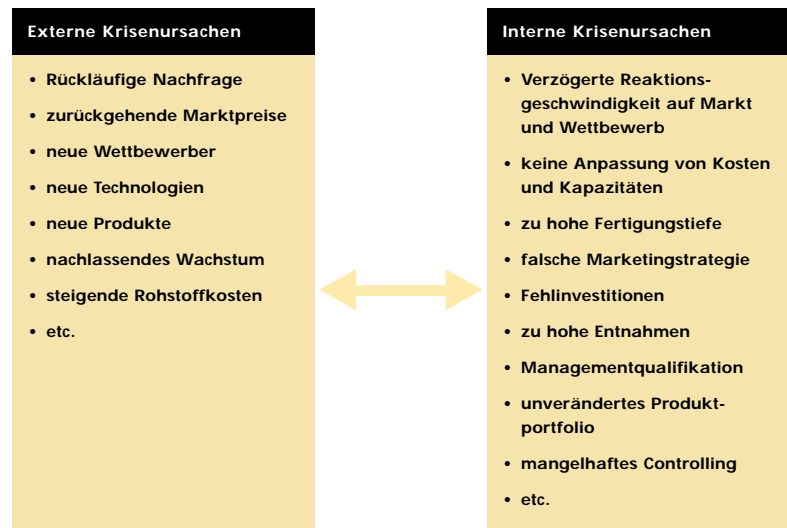 Externe Krisenursachen
• Rückläufige Nachfrage
• zurückgehende Marktpreise
• neue Wettbewerber
• neue Technologien
• neue Produkte
• nachlassendes Wachstum
• steigende Rohstoffkosten
• etc.
Interne Krisenursachen
• Verzögerte Reaktions-
geschwindigkeit auf Markt
und Wettbewerb
• keine Anpassung von Kosten
und Kapazitäten
• zu hohe Fertigungstiefe
• falsche Marketingstrategie
• Fehlinvestitionen
• zu hohe Entnahmen
• Managementqualifikation
• unverändertes Produkt-
portfolio
• mangelhaftes Controlling
• etc.